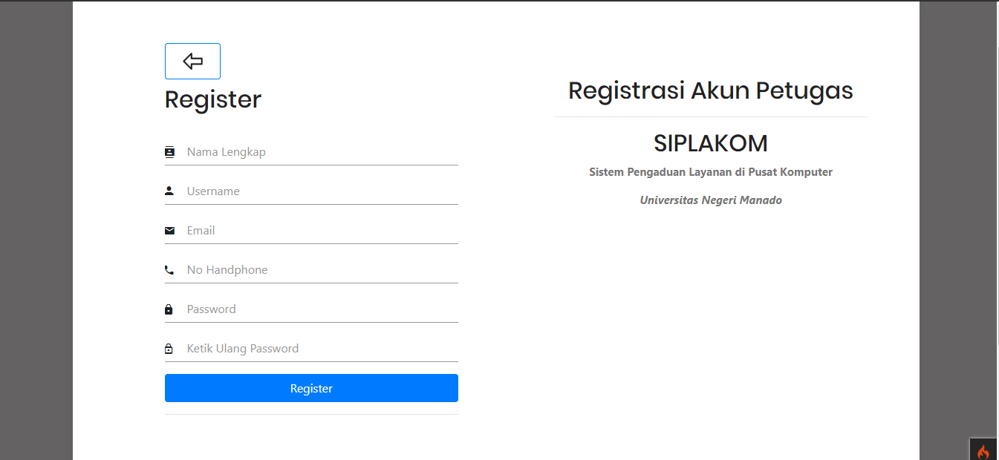 Register
Nama Lengkap
Username
Email
No Handphone
Password
Ketik Ulang Password
Register
Registrasi Akun Petugas
SIPLAKOM
Sistem Pengaduan Layanan di Pusat Komputer
Universitas Negeri Manado